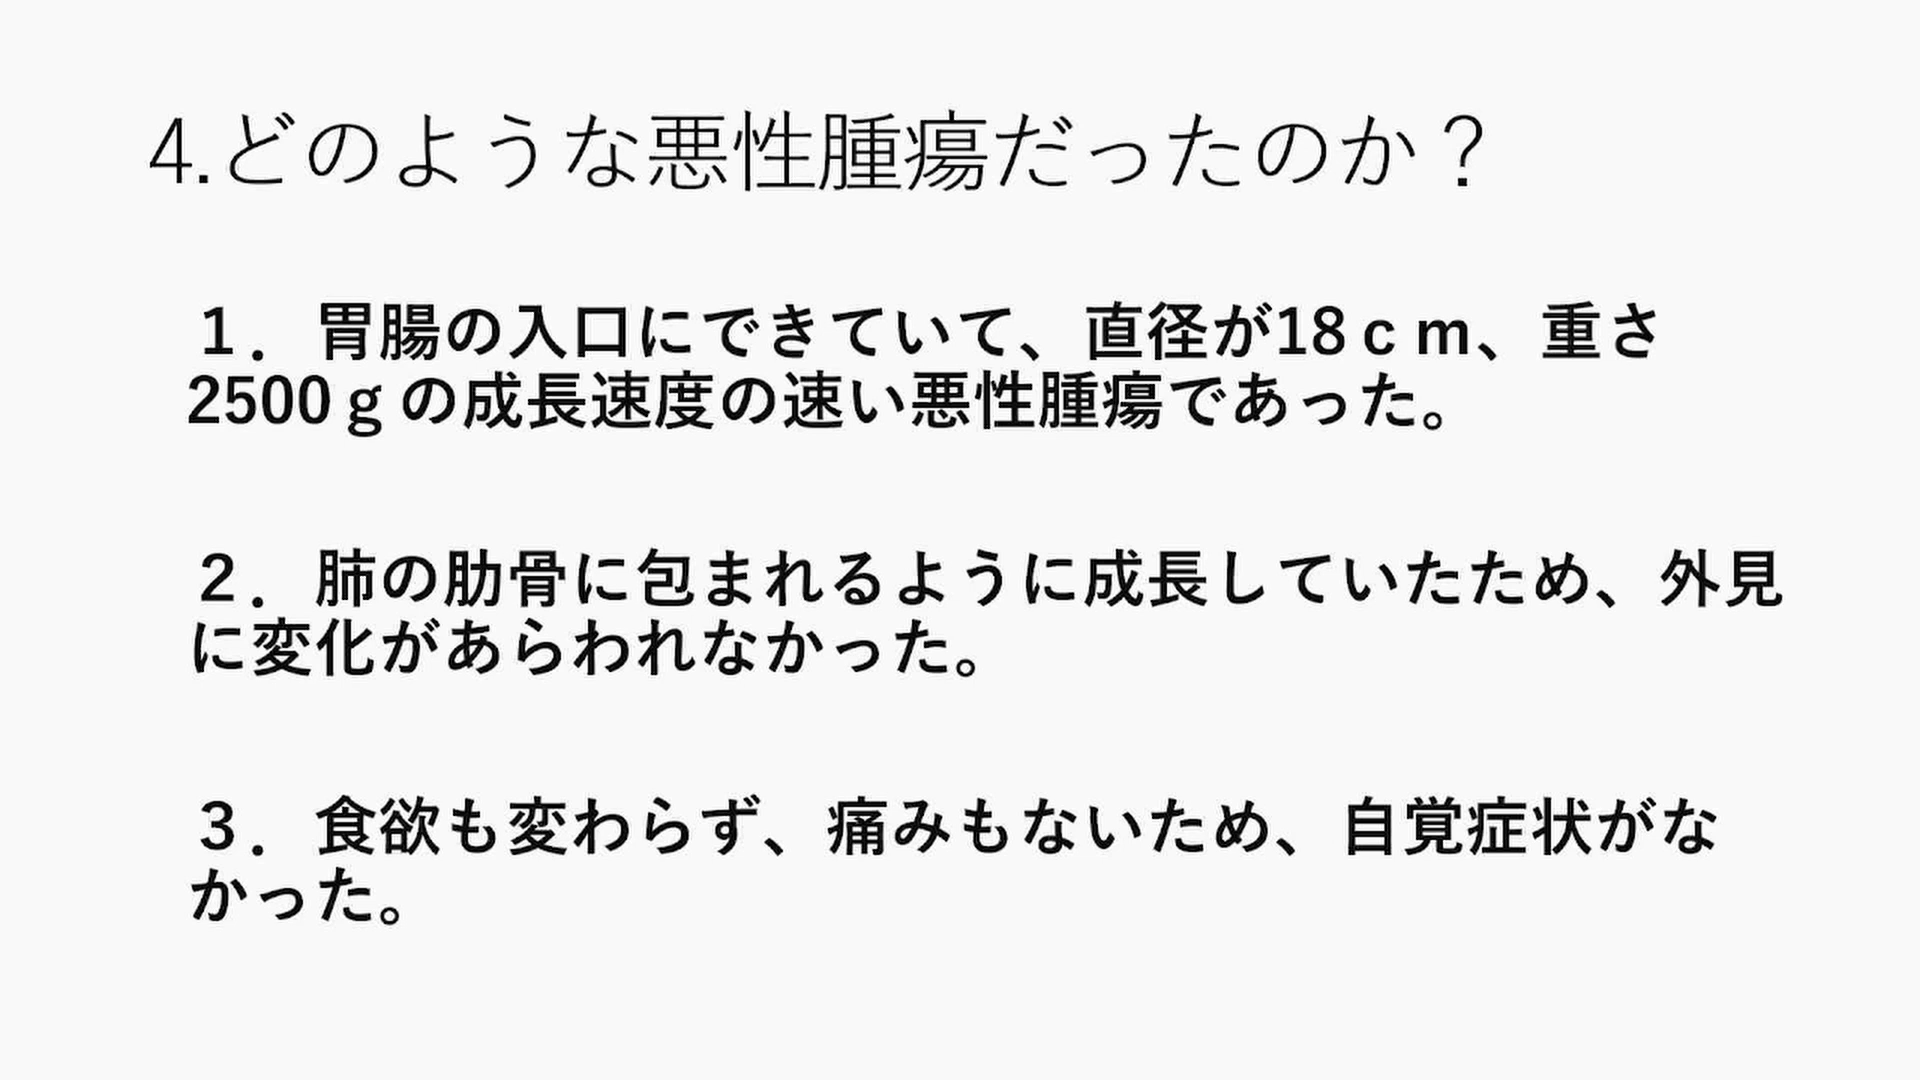 4.どのような悪性腫瘍だったのか？
１．胃腸の入口にできていて、直径が18ｃｍ、重さ
2500ｇの成長速度の速い悪性腫瘍であった。
２．肺の肋骨に包まれるように成長していたため、外見
に変化があらわれなかった。
３．食欲も変わらず、痛みもないため、自覚症状がな
かった。